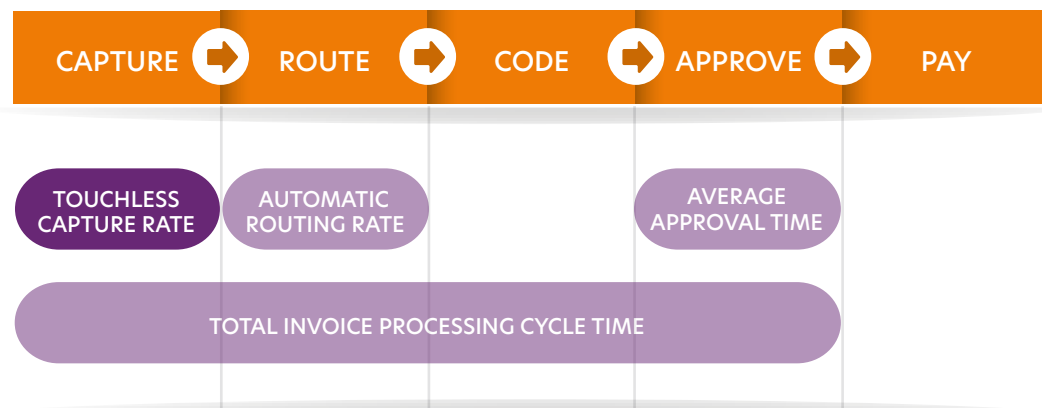 CAPTURE ROUTE CODE APPROVE PAY
TOUCHLESS
CAPTURE RATE
AUTOMATIC
ROUTING RATE
AVERAGE
APPROVAL TIME
TOTAL INVOICE PROCESSING CYCLE TIME